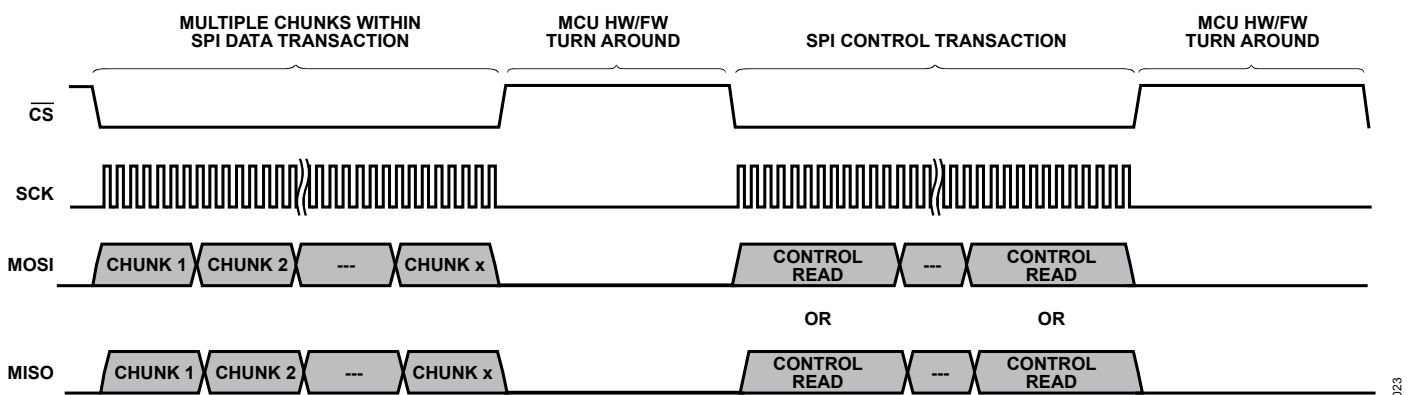 MULTIPLE CHUNKS WITHIN
SPI DATA TRANSACTION
MCU HW/FW
TURN AROUND
SPI CONTROL TRANSACTION
MCU HW/FW
TURN AROUND
CS
SCK
MOSI
CHUNK 1
CHUNK 2
---
CHUNK x
CONTROL
READ
---
CONTROL
READ
OR
OR
MISO
CHUNK 1
CHUNK 2
---
CHUNK x
CONTROL
READ
---
CONTROL
READ
023